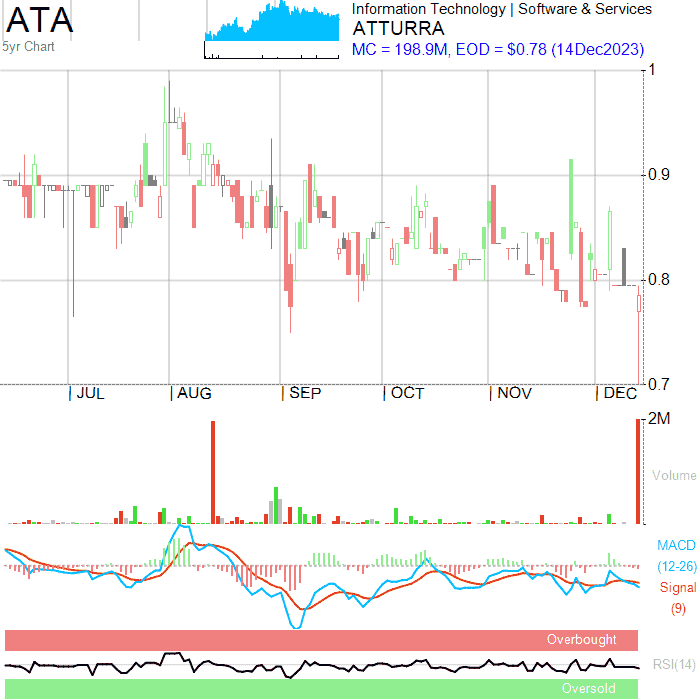 ATA
5yr Chart
Information Technology | Software & Services
ATTURRA
MC = 198.9M, EOD = $0.78 (14Dec2023)
1
0.9
0.8
0.7
| JUL | AUG | SEP | OCT | NOV | DEC
2M
Volume
MACD
(12-26)
Signal
(9)
Overbought
RSI(14)
Oversold